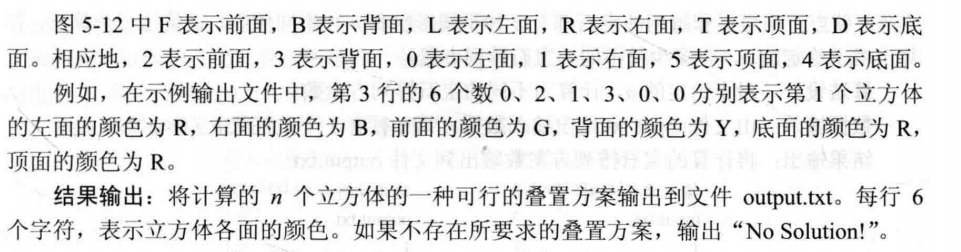 图 5-12 中 F 表示前面，B 表示背面，L 表示左面，R 表示右面，T 表示顶面，D 表示底
面。相应地，2 表示前面，3 表示背面，0 表示左面，1 表示右面，5 表示顶面，4 表示底面。
例如，在示例输出文件中，第 3 行的 6 个数 0、2、1、3、0、0 分别表示第 1 个立方体
的左面的颜色为 R，右面的颜色为 B，前面的颜色为 G，背面的颜色为 Y，底面的颜色为 R，
顶面的颜色为 R。
结果输出：将计算的 n 个立方体的一种可行的叠置方案输出到文件 output.txt。每行 6
个字符，表示立方体各面的颜色。如果不存在所要求的叠置方案，输出“No Solution!”。